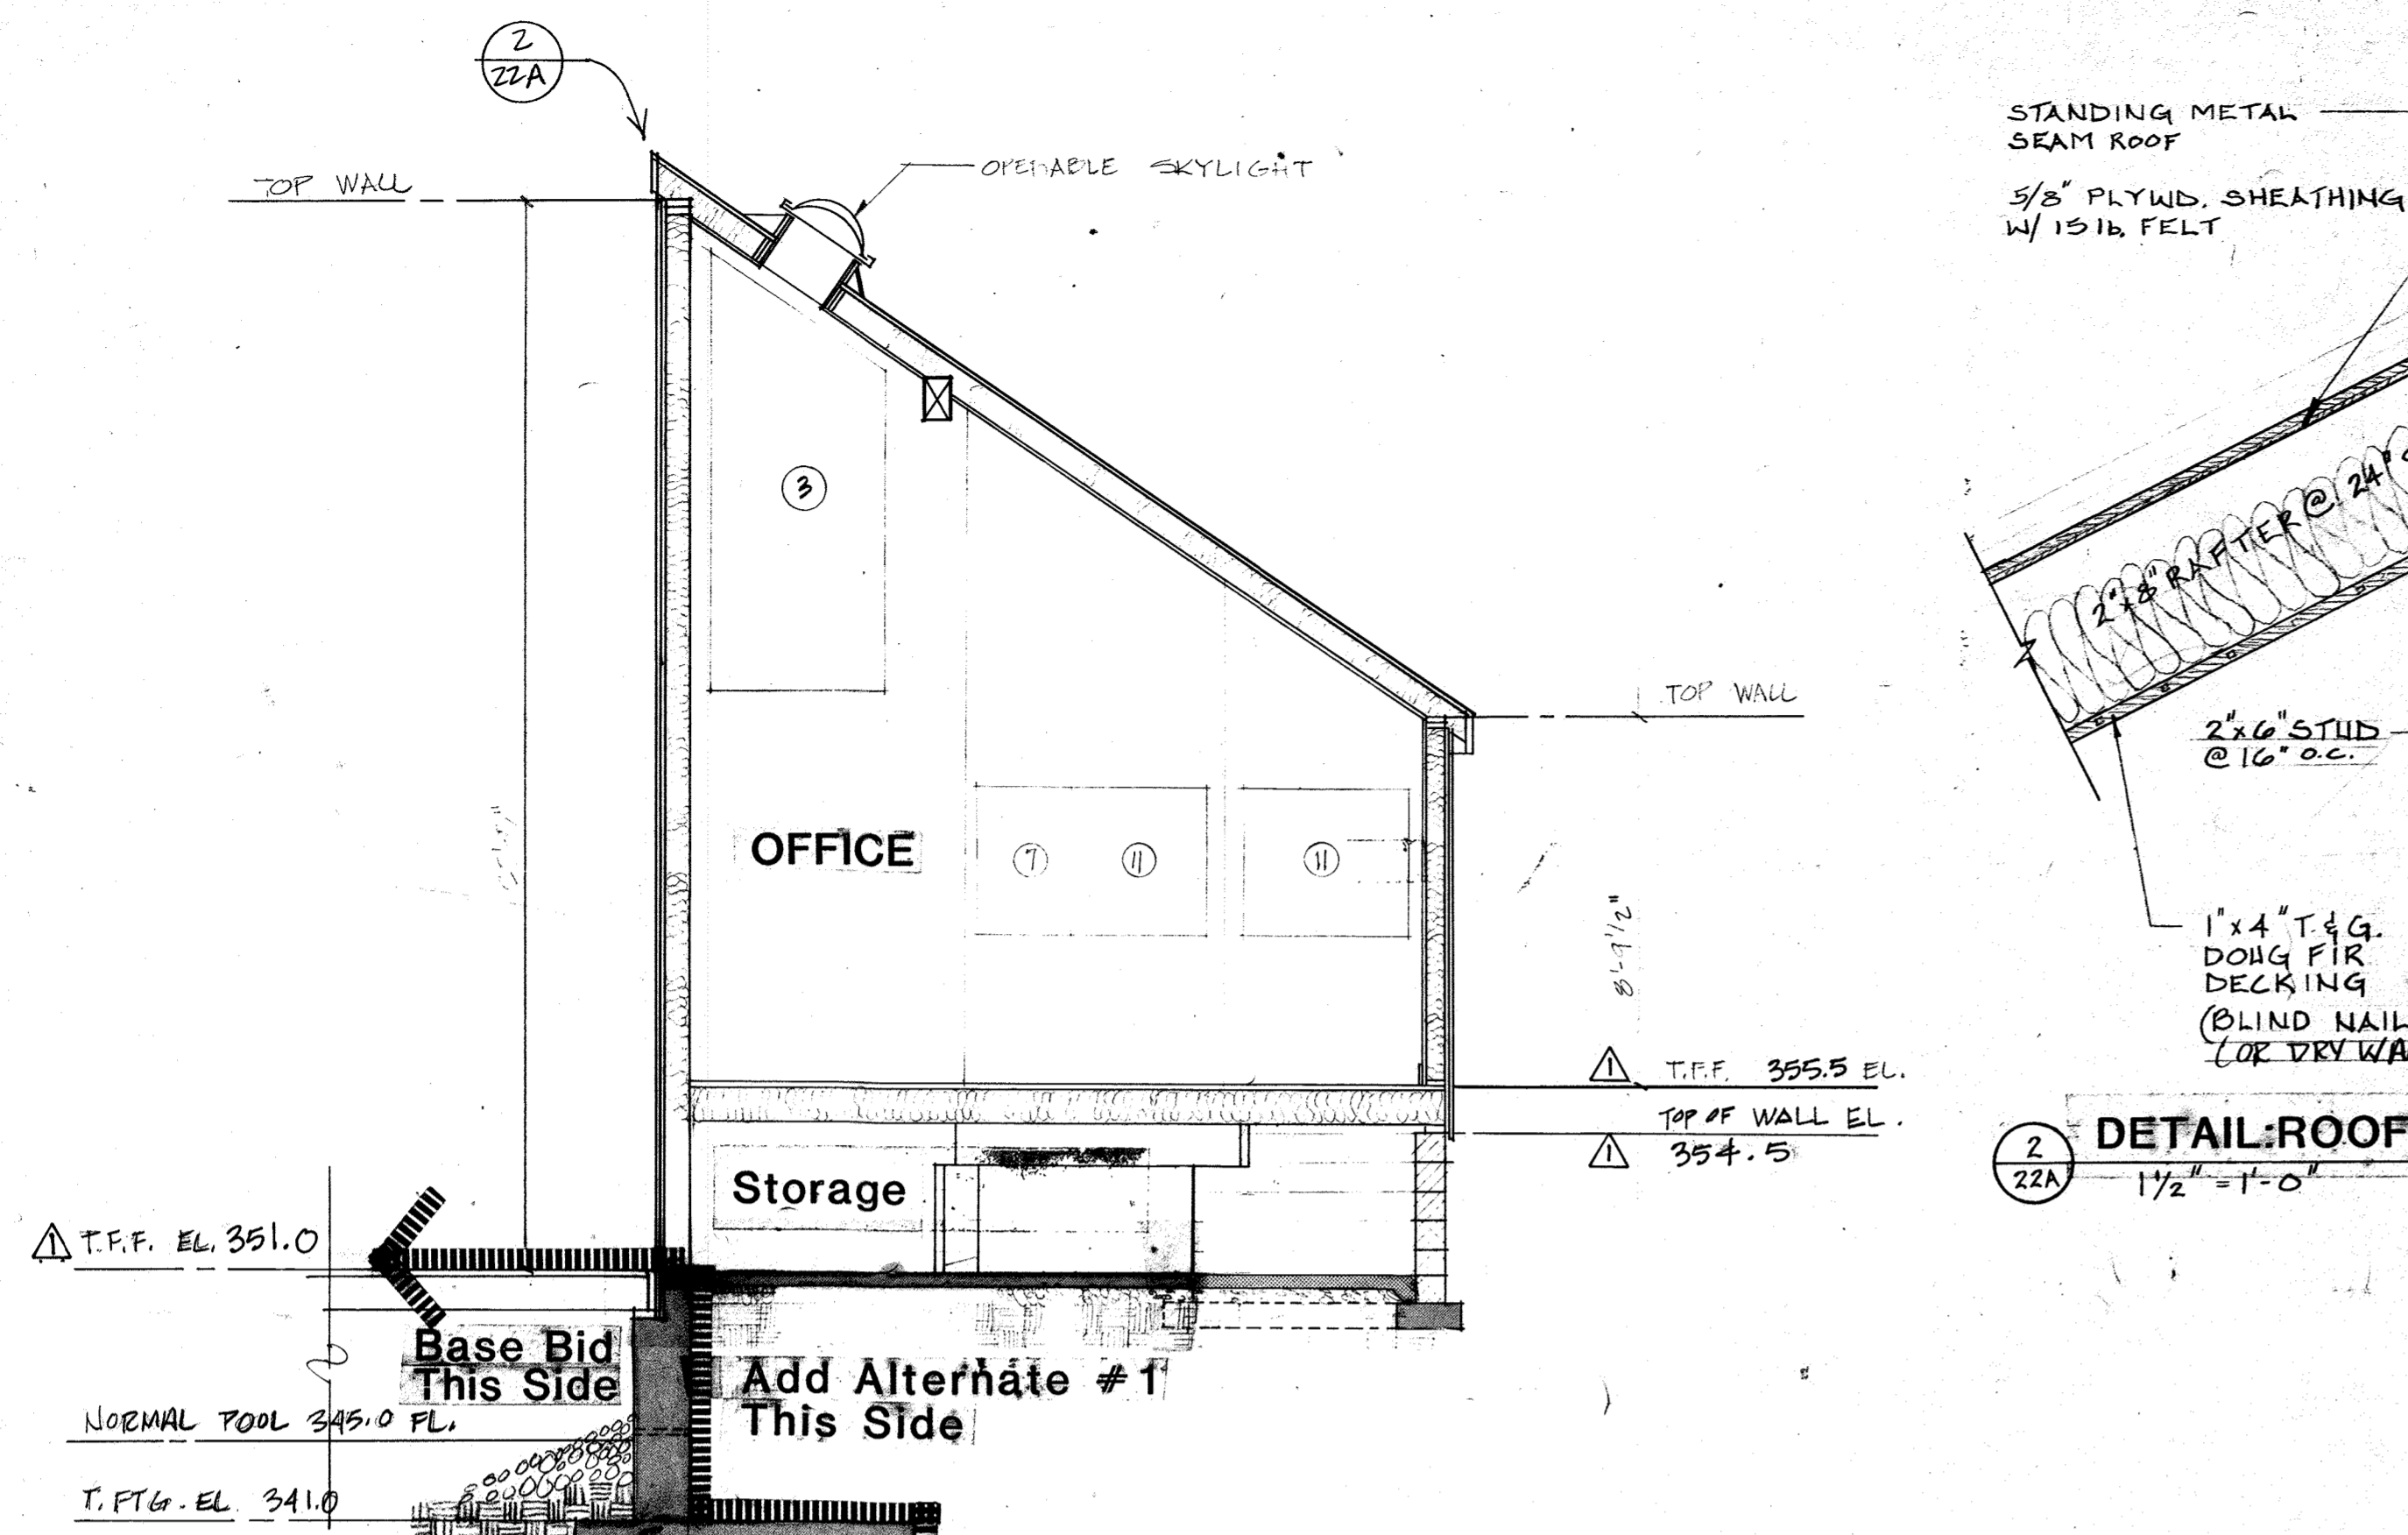 2
22A
TOP WALL
OPENABLE SKYLIGHT
STANDING METAL
SEAM ROOF
5/8" PLYWD. SHEATHING
W/ 15 lb. FELT
3
2"x8" RAFTER @ 24"
TOP WALL
2"x6" STUD
@ 16" O.C.
OFFICE
7
11
11
8'-9 1/2"
1"x4" T & G.
DOUG FIR
DECKING
(BLIND NAIL
(OR DRY WA
1 T.F.F. 355.5 EL.
TOP OF WALL EL.
1 354.5
2
22A
DETAIL:ROOF
1 1/2" = 1'-0"
Storage
1 T.F.F. EL. 351.0
Base Bid
This Side
Add Alternate #1
This Side
NORMAL POOL 345.0 FL.
T. FTG. EL. 341.0